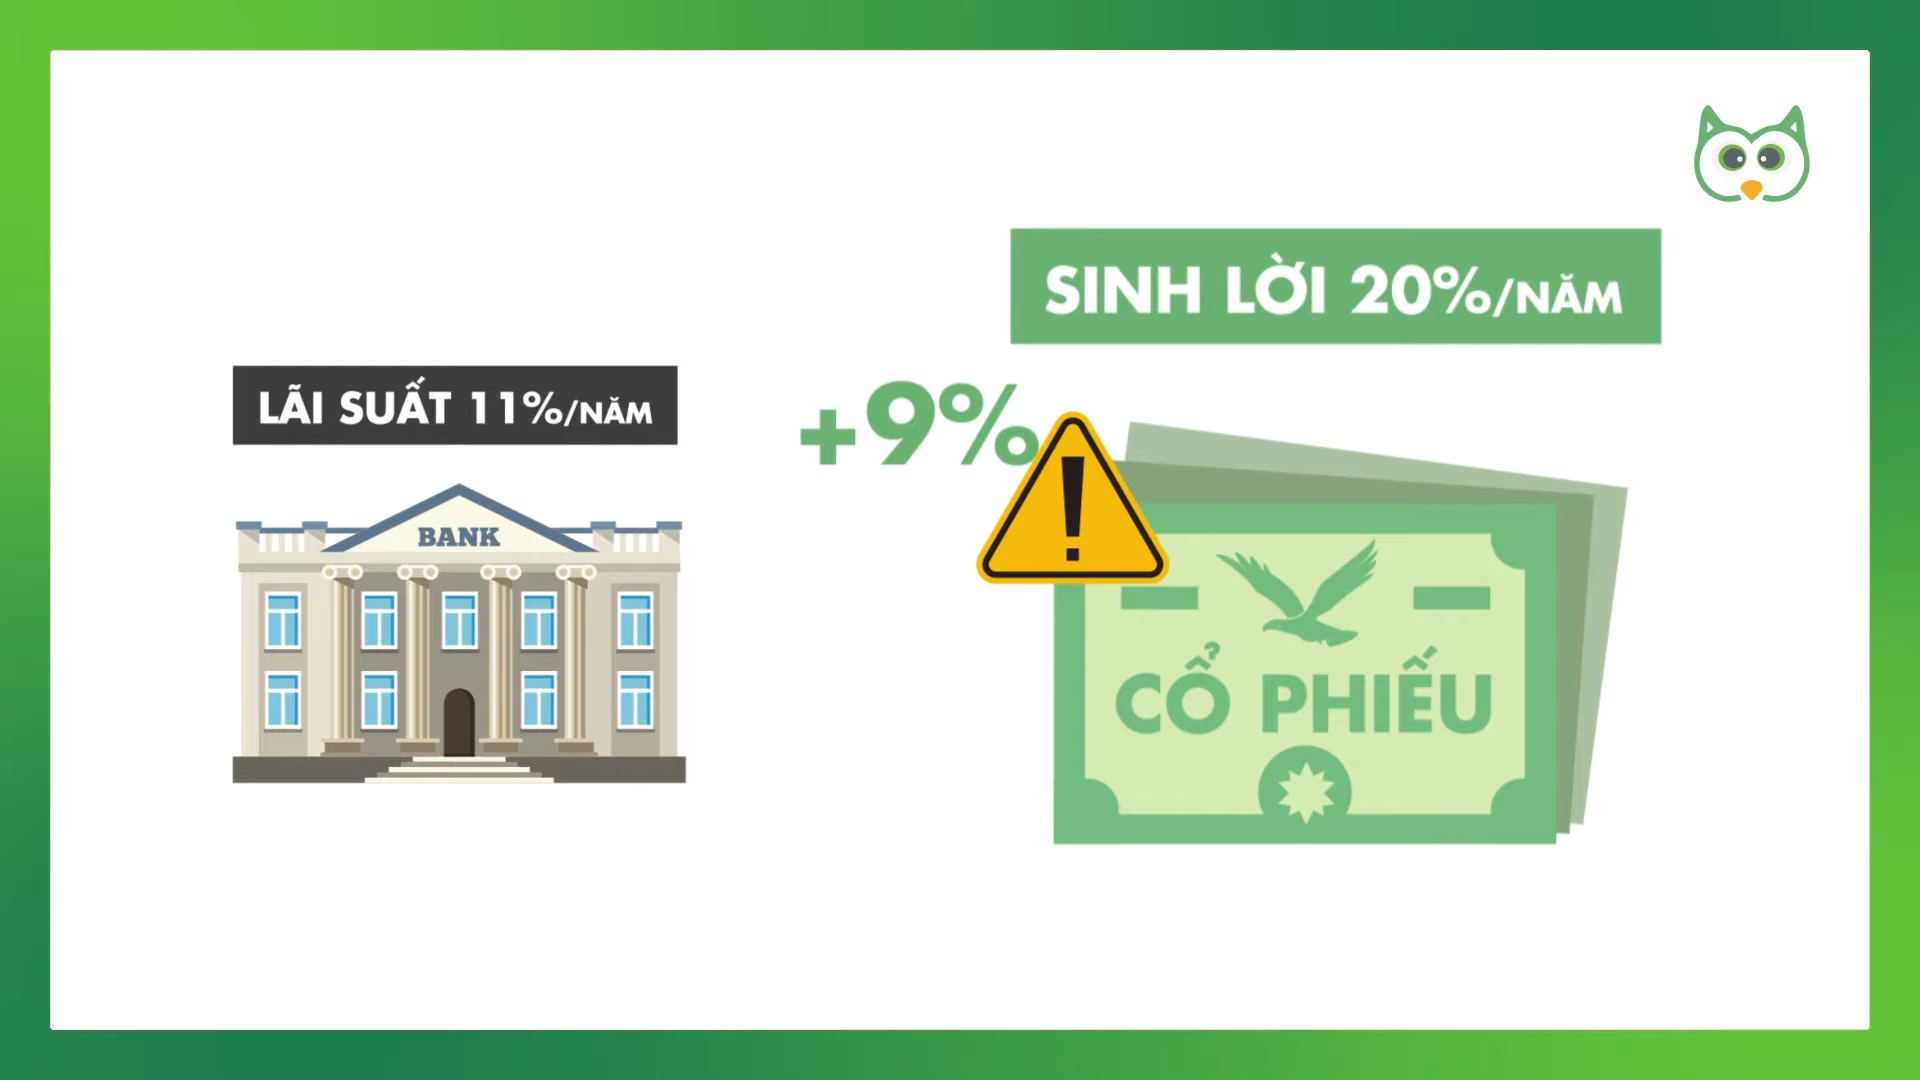 SINH LỜI 20%/NĂM
LÃI SUẤT 11%/NĂM
+9%
!
BANK
CỔ PHIẾU